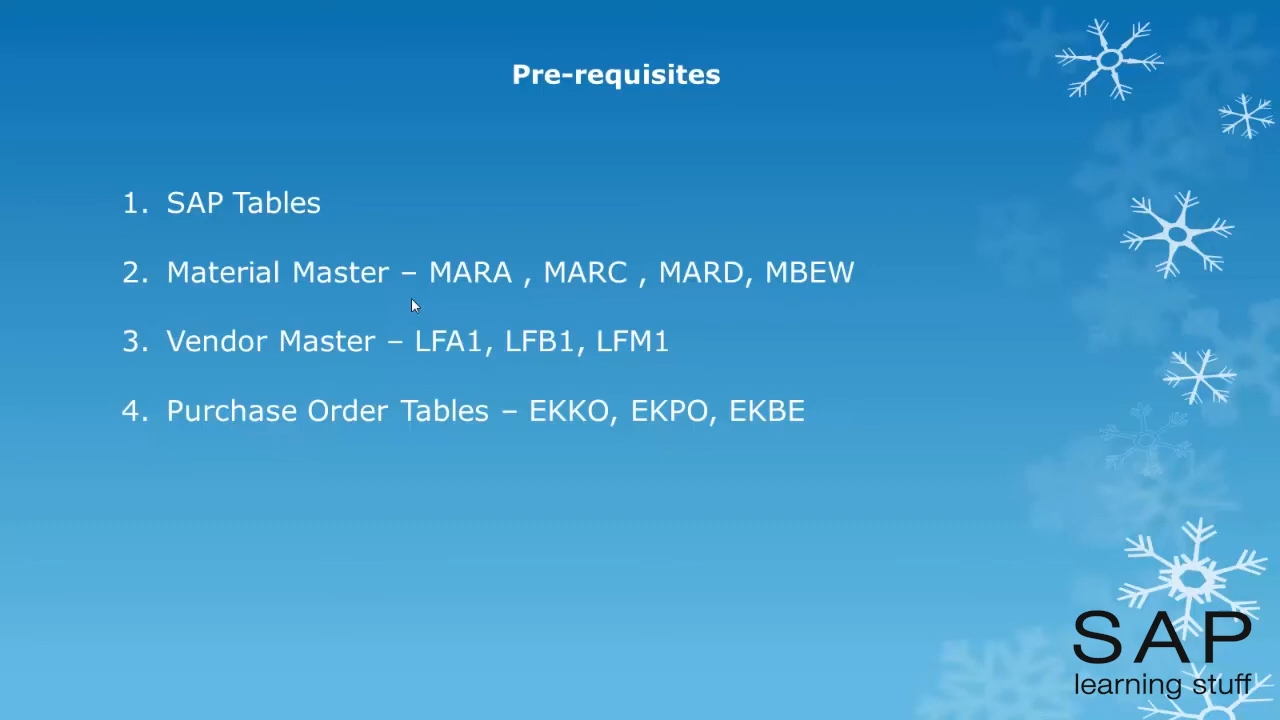 Pre-requisites
1. SAP Tables
2. Material Master – MARA , MARC , MARD, MBEW
3. Vendor Master – LFA1, LFB1, LFM1
4. Purchase Order Tables – EKKO, EKPO, EKBE
SAP
learning stuff